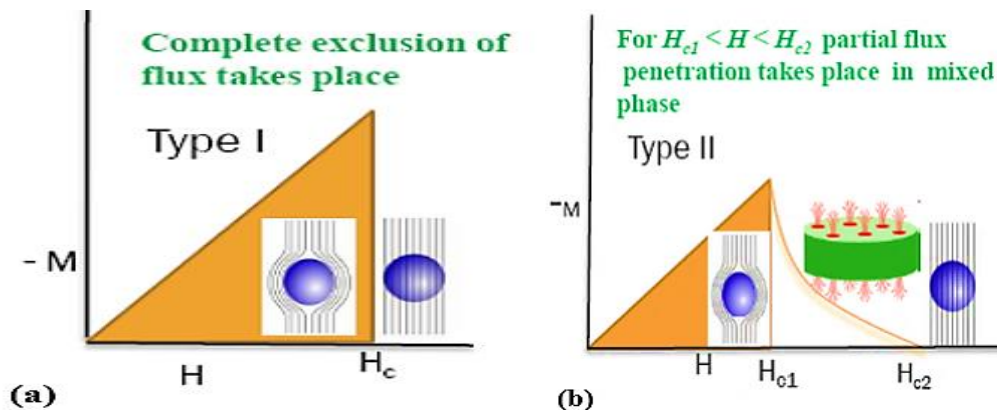 Complete exclusion of
flux takes place
Type I
- M
H
Hc
(a)
For Hc1 < H < Hc2 partial flux
penetration takes place in mixed
phase
Type II
-M
H
Hc1
Hc2
(b)